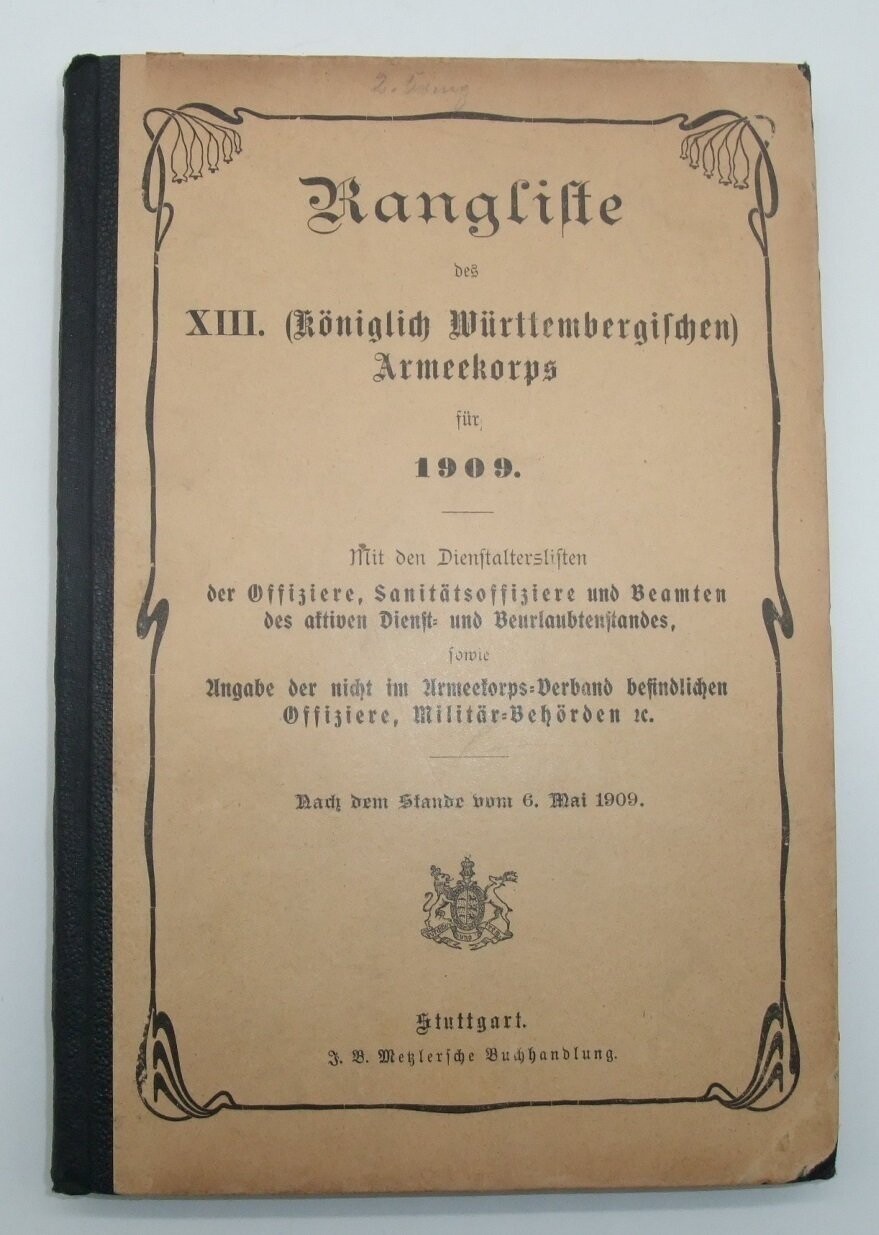 Rangliste
des
XIII. (Königlich Württembergischen)
Armeekorps
für
1909.
Mit den Dienstalterslisten
der Offiziere, Sanitätsoffiziere und Beamten
des aktiven Dienst- und Beurlaubtenstandes,
sowie
Angabe der nicht im Armeekorps-Verband befindlichen
Offiziere, Militär-Behörden ꝛc.
Nach dem Stande vom 6. Mai 1909.
Stuttgart.
J. B. Metzlersche Buchhandlung.